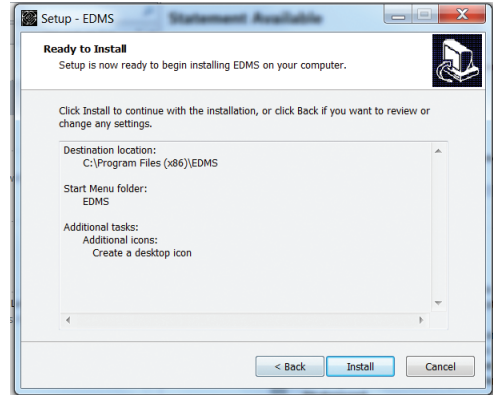 Setup - EDMS
Statement Available
Ready to Install
Setup is now ready to begin installing EDMS on your computer.
Click Install to continue with the installation, or click Back if you want to review or
change any settings.
Destination location:
C:\Program Files (x86)\EDMS
Start Menu folder:
EDMS
Additional tasks:
Additional icons:
Create a desktop icon
< Back
Install
Cancel